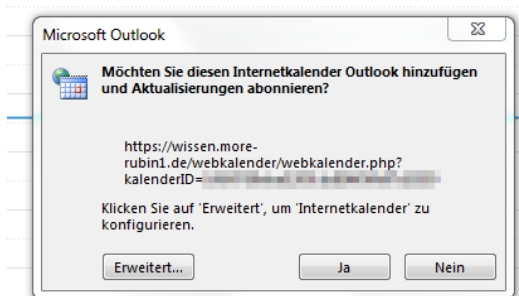 Microsoft Outlook
Möchten Sie diesen Internetkalender Outlook hinzufügen
und Aktualisierungen abonnieren?
https://wissen.more-
rubin1.de/webkalender/webkalender.php?
kalenderID=
Klicken Sie auf 'Erweitert', um 'Internetkalender' zu
konfigurieren.
Erweitert...
Ja
Nein